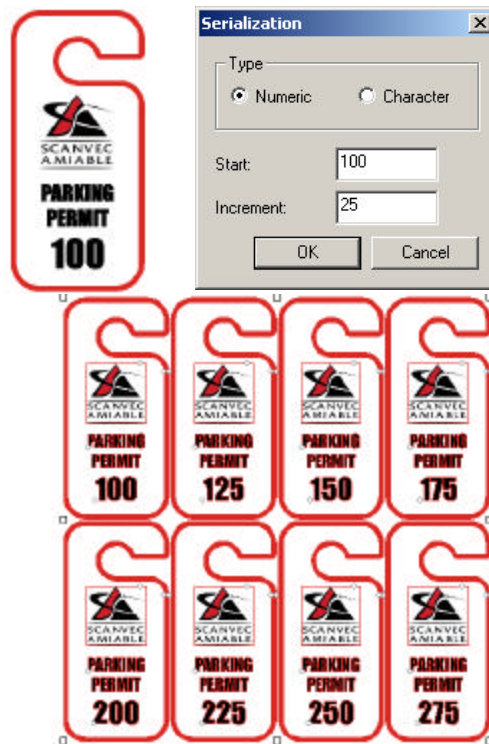 SCANVEC
AMIABLE
PARKING
PERMIT
100
Serialization
Type
Numeric
Character
Start:
100
Increment:
25
OK
Cancel
SCANVEC
AMIABLE
PARKING
PERMIT
100
SCANVEC
AMIABLE
PARKING
PERMIT
125
SCANVEC
AMIABLE
PARKING
PERMIT
150
SCANVEC
AMIABLE
PARKING
PERMIT
175
SCANVEC
AMIABLE
PARKING
PERMIT
200
SCANVEC
AMIABLE
PARKING
PERMIT
225
SCANVEC
AMIABLE
PARKING
PERMIT
250
SCANVEC
AMIABLE
PARKING
PERMIT
275